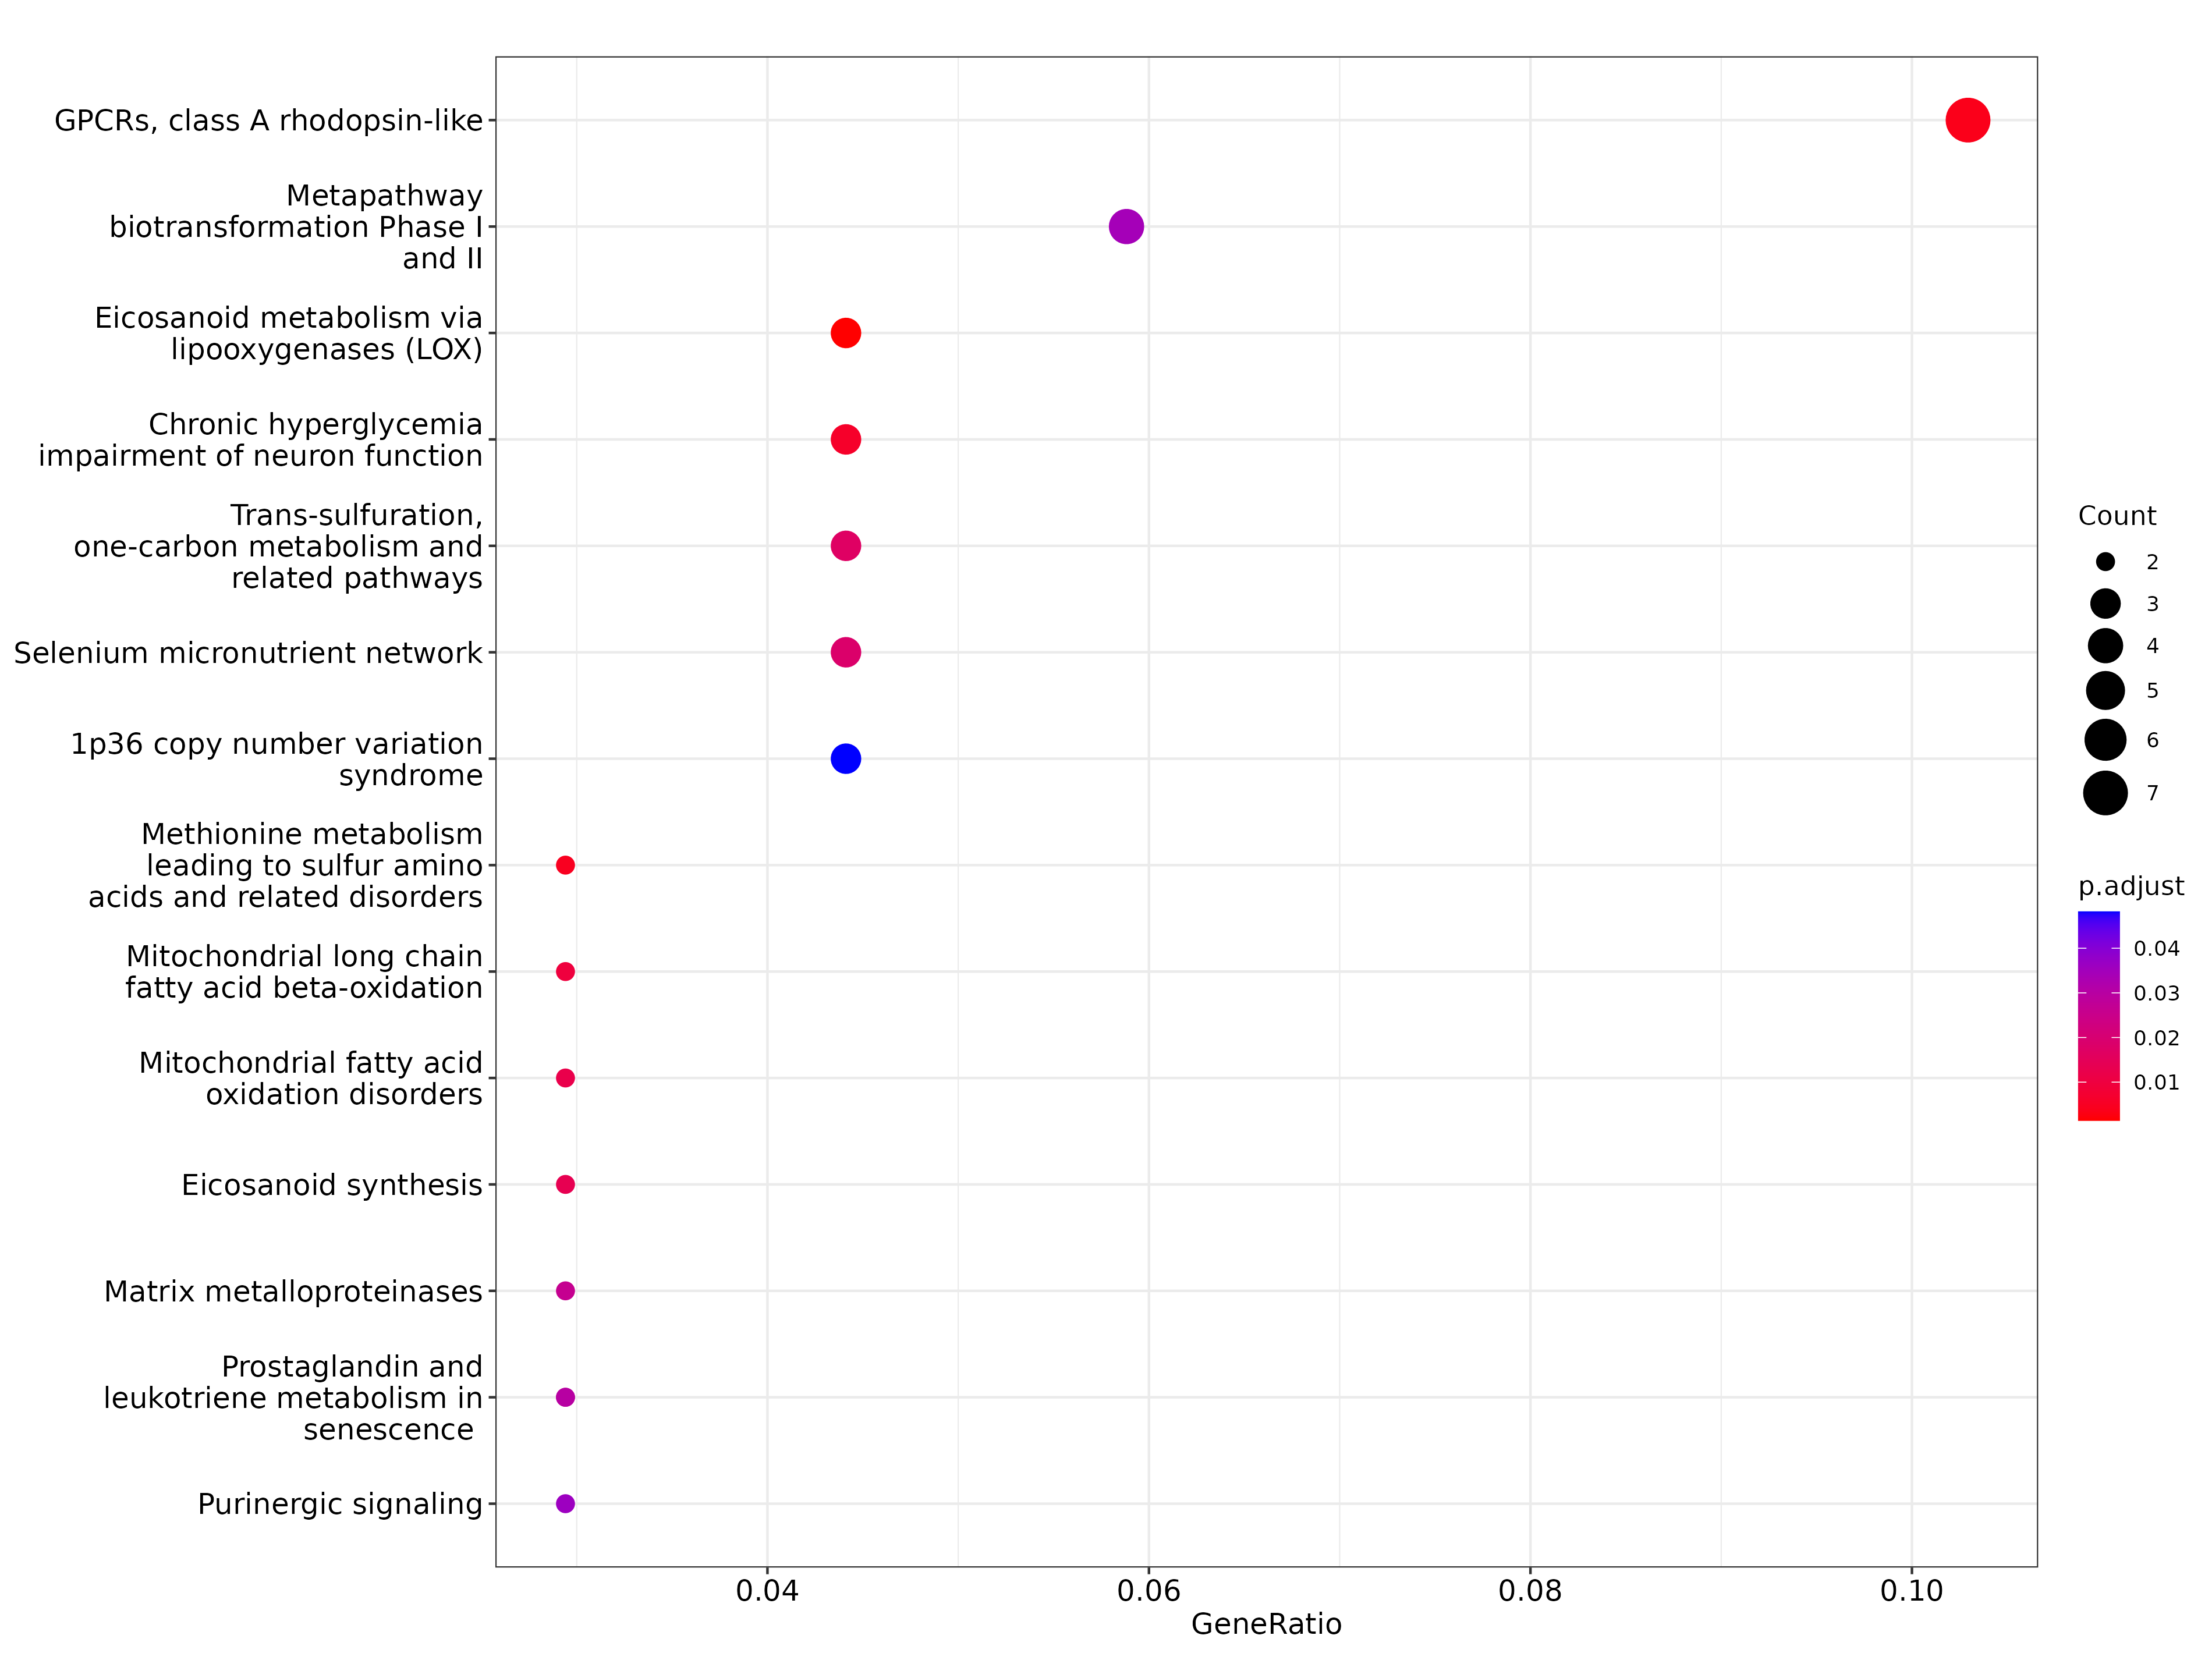 GPCRs, class A rhodopsin-like
Metapathway
biotransformation Phase I
and II
Eicosanoid metabolism via
lipooxygenases (LOX)
Chronic hyperglycemia
impairment of neuron function
Trans-sulfuration,
one-carbon metabolism and
related pathways
Selenium micronutrient network
1p36 copy number variation
syndrome
Methionine metabolism
leading to sulfur amino
acids and related disorders
Mitochondrial long chain
fatty acid beta-oxidation
Mitochondrial fatty acid
oxidation disorders
Eicosanoid synthesis
Matrix metalloproteinases
Prostaglandin and
leukotriene metabolism in
senescence
Purinergic signaling
0.04 0.06 0.08 0.10
GeneRatio
Count
2
3
4
5
6
7
p.adjust
0.04
0.03
0.02
0.01